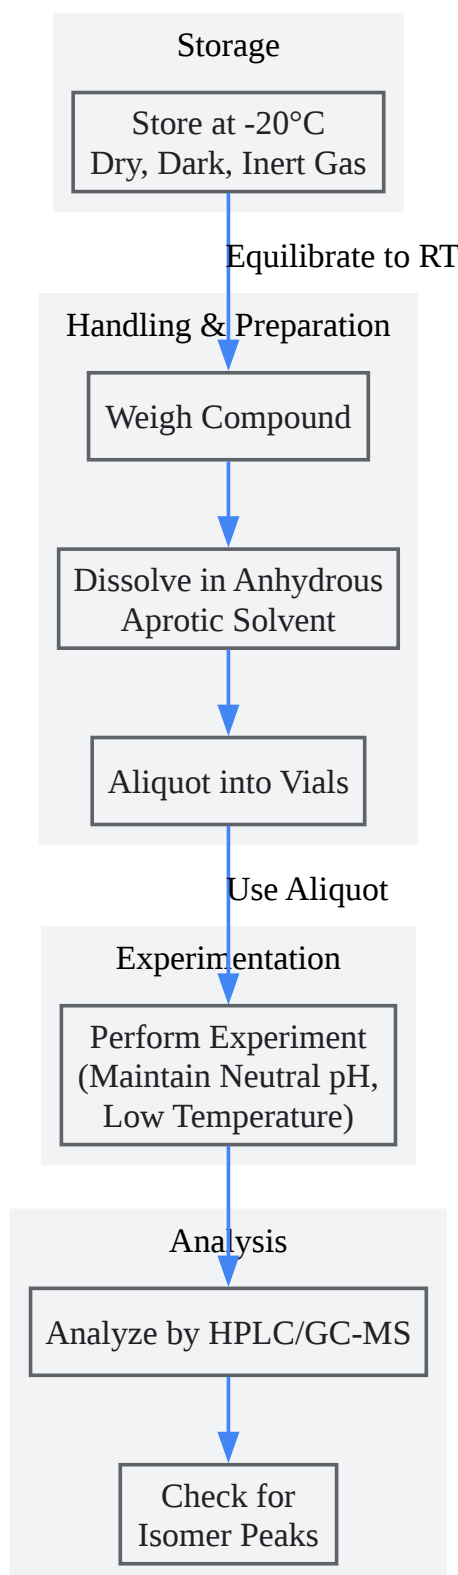 Storage
Store at -20°C
Dry, Dark, Inert Gas
Equilibrate to RT
Handling & Preparation
Weigh Compound
Dissolve in Anhydrous
Aprotic Solvent
Aliquot into Vials
Use Aliquot
Experimentation
Perform Experiment
(Maintain Neutral pH,
Low Temperature)
Analysis
Analyze by HPLC/GC-MS
Check for
Isomer Peaks